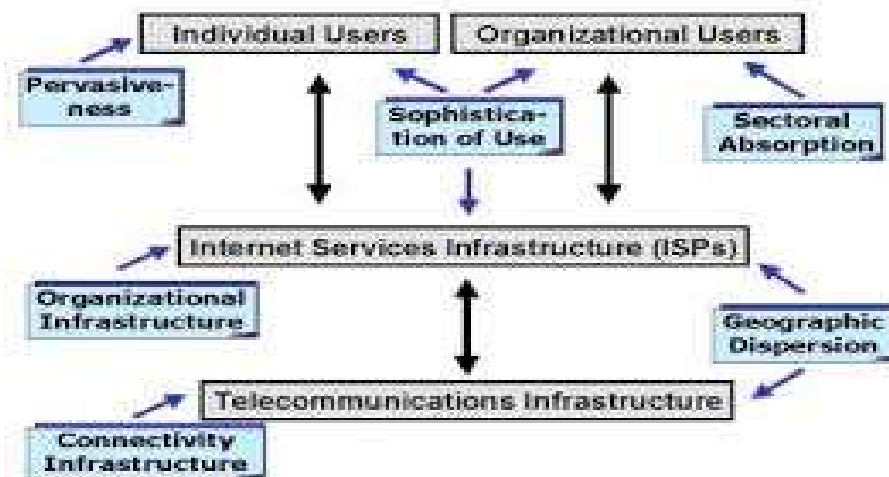 Individual Users
Organizational Users
Pervasive-
ness
Sophistica-
tion of Use
Sectoral
Absorption
Internet Services Infrastructure (ISPs)
Organizational
Infrastructure
Geographic
Dispersion
Telecommunications Infrastructure
Connectivity
Infrastructure